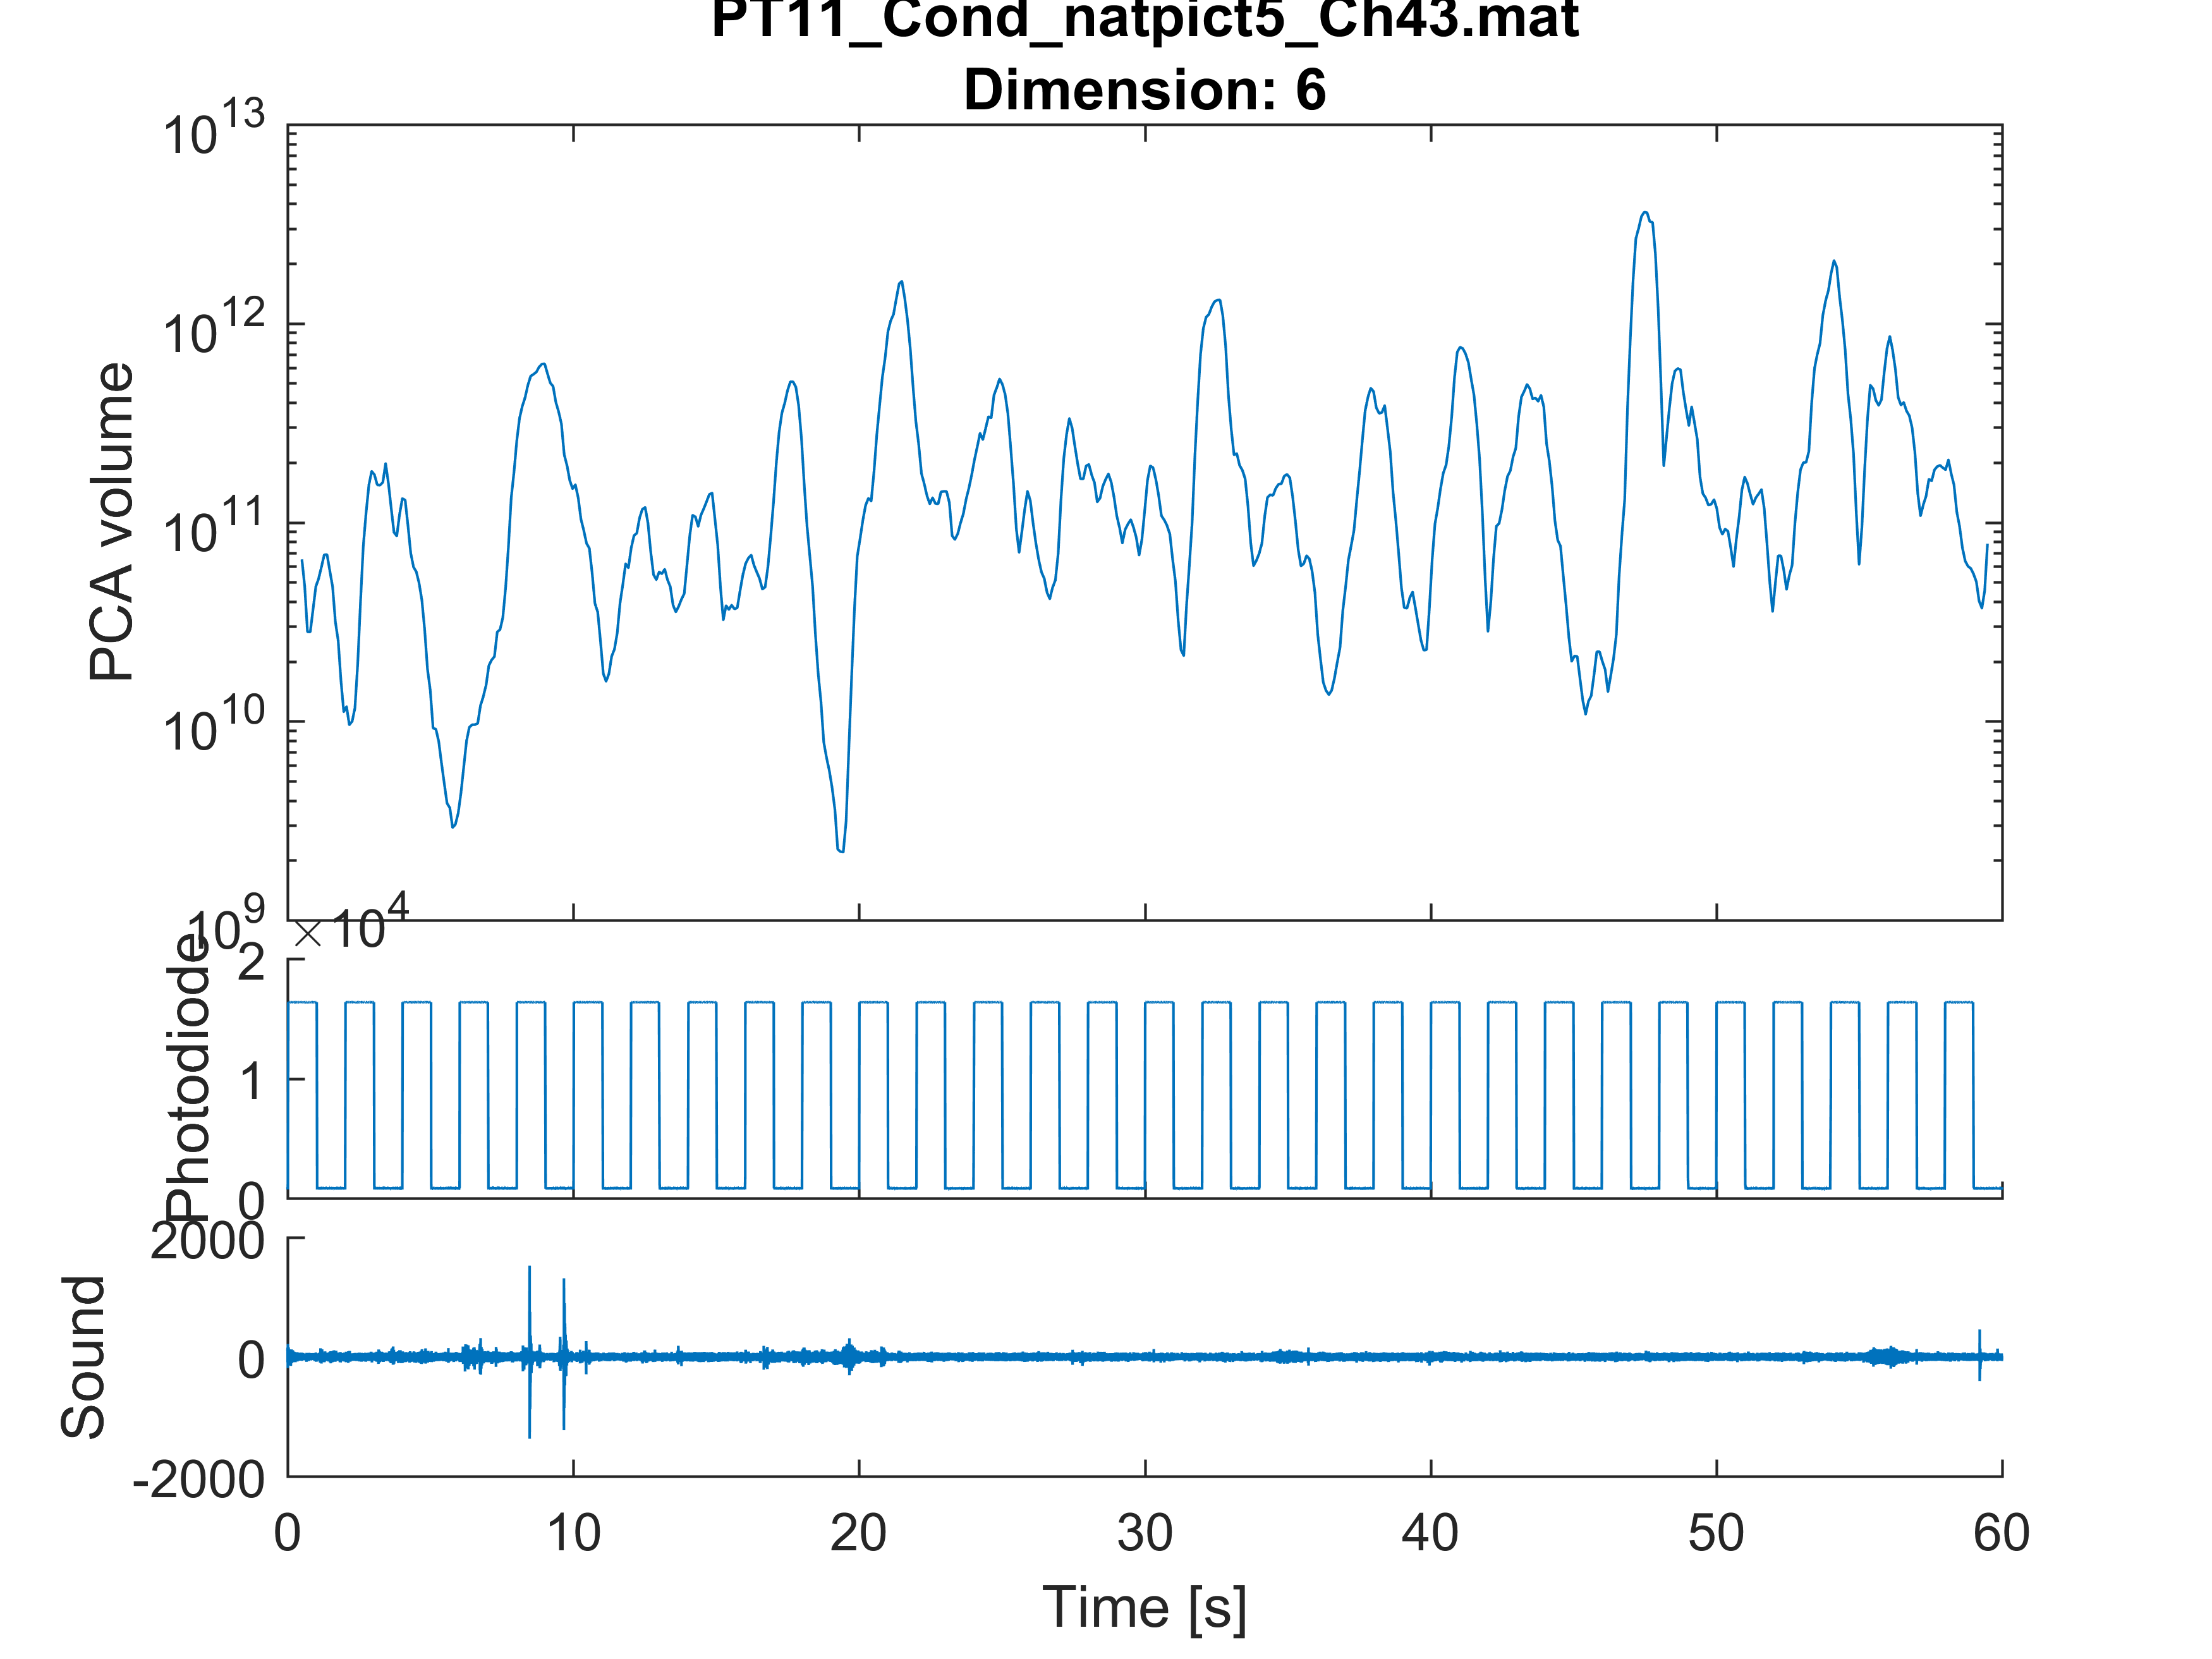 PT11_Cond_natpict5_Ch43.mat
Dimension: 6
PCA volume
10^13
10^12
10^11
10^10
10^9
× 10^4
Photodiode
2
1
0
Sound
2000
0
-2000
0 10 20 30 40 50 60
Time [s]